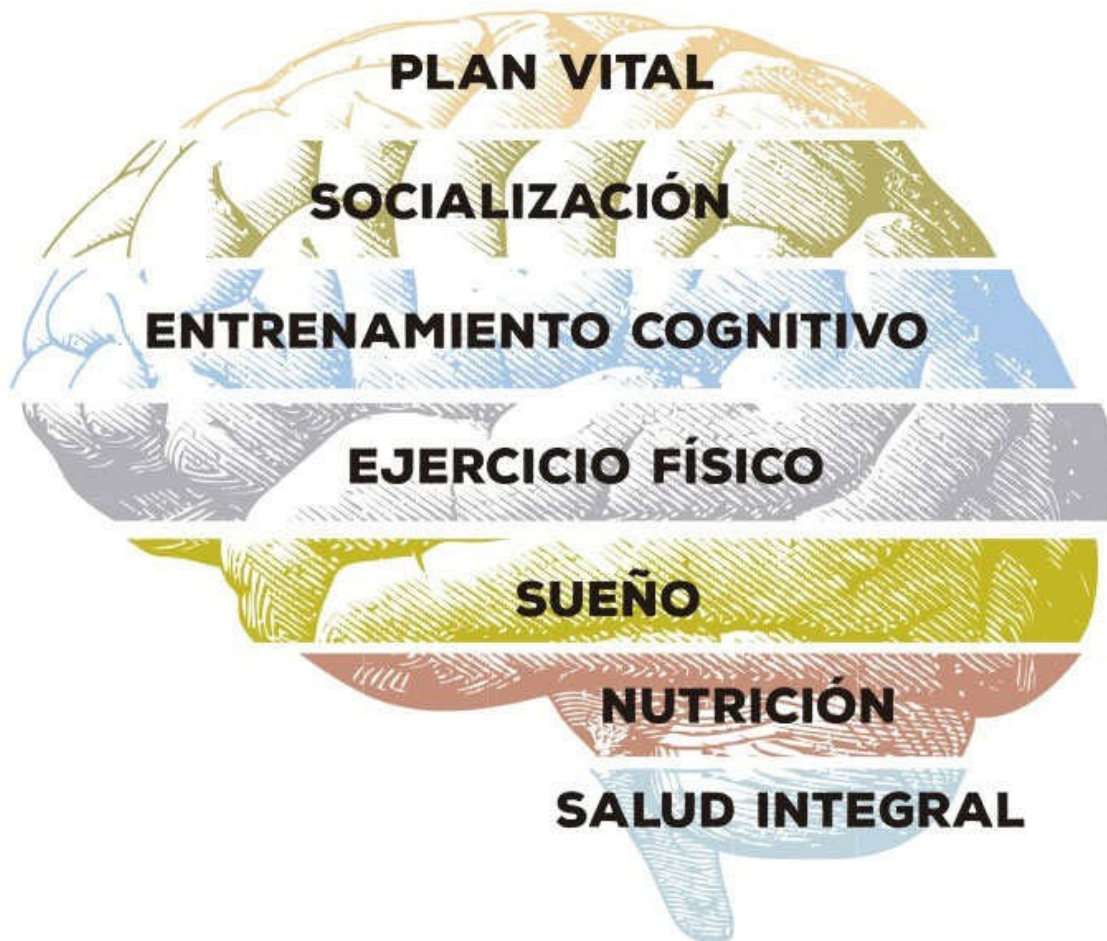 PLAN VITAL
SOCIALIZACIÓN
ENTRENAMIENTO COGNITIVO
EJERCICIO FÍSICO
SUEÑO
NUTRICIÓN
SALUD INTEGRAL